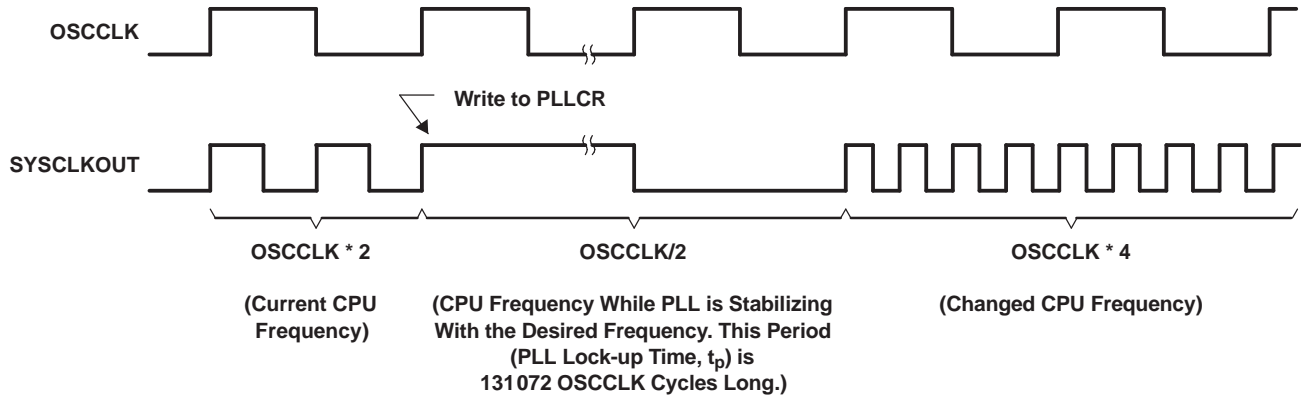 OSCCLK
Write to PLLCR
SYSCLKOUT
OSCCLK * 2
OSCCLK/2
OSCCLK * 4
(Current CPU
Frequency)
(CPU Frequency While PLL is Stabilizing
With the Desired Frequency. This Period
(PLL Lock-up Time, tp) is
131072 OSCCLK Cycles Long.)
(Changed CPU Frequency)